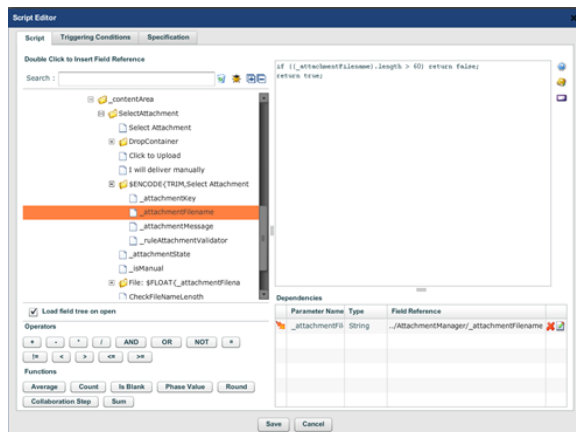 Script Editor
Script
Triggering Conditions
Specification
Double Click to Insert Field Reference
Search :
_contentArea
SelectAttachment
Select Attachment
DropContainer
Click to Upload
I will deliver manually
$ENCODE{TRIM,Select Attachment
_attachmentKey
_attachmentFilename
_attachmentMessage
_ruleAttachmentValidator
_attachmentState
_isManual
File: $FLOAT{_attachmentFilena
CheckFileNameLength
Load field tree on open
Operators
+ - * / AND OR NOT =
!= < > <= >=
Functions
Average Count Is Blank Phase Value Round
Collaboration Step Sum
if ((_attachmentFilename).length > 60) return false;
return true;
Dependencies
Parameter Name Type Field Reference
_attachmentFil String ../AttachmentManager/_attachmentFilename
Save Cancel